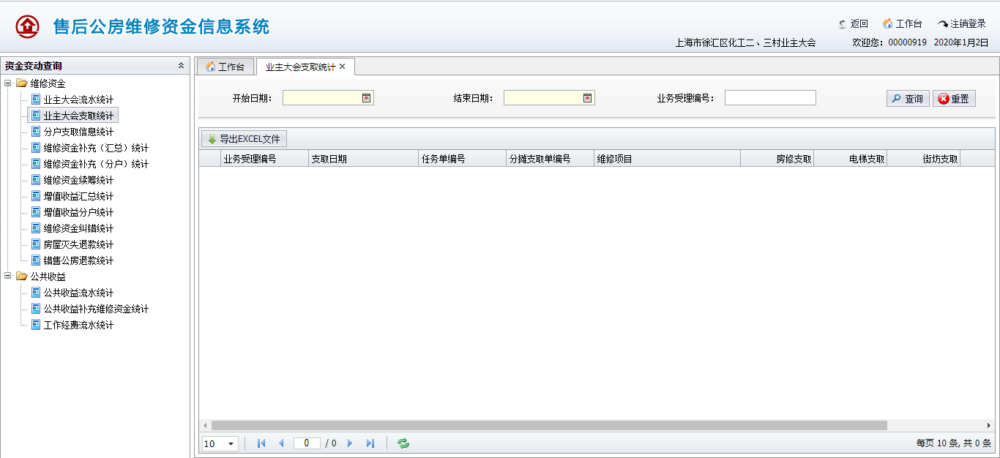 售后公房维修资金信息系统
返回 工作台 注销登录
上海市徐汇区化工二、三村业主大会 欢迎您：00000919 2020年1月2日
资金变动查询
维修资金
业主大会流水统计
业主大会支取统计
分户支取信息统计
维修资金补充（汇总）统计
维修资金补充（分户）统计
维修资金续筹统计
增值收益汇总统计
增值收益分户统计
维修资金纠错统计
房屋灭失退款统计
错售公房退款统计
公共收益
公共收益流水统计
公共收益补充维修资金统计
工作经费流水统计
工作台 业主大会支取统计
开始日期： 结束日期： 业务受理编号： 查询 重置
导出EXCEL文件
业务受理编号 支取日期 任务单编号 分摊支取单编号 维修项目 房修支取 电梯支取 街坊支取
10 0 / 0 每页 10 条, 共 0 条